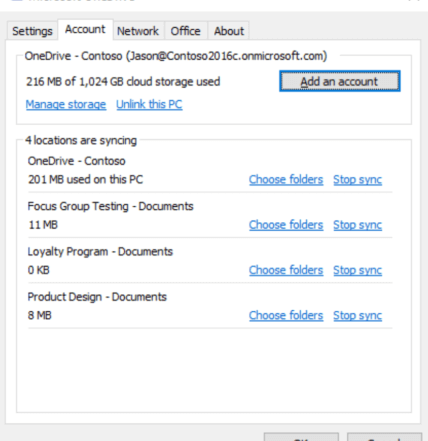 Settings Account Network Office About
OneDrive - Contoso (Jason@Contoso2016c.onmicrosoft.com)
216 MB of 1,024 GB cloud storage used Add an account
Manage storage Unlink this PC
4 locations are syncing
OneDrive - Contoso
201 MB used on this PC Choose folders Stop sync
Focus Group Testing - Documents
11 MB Choose folders Stop sync
Loyalty Program - Documents
0 KB Choose folders Stop sync
Product Design - Documents
8 MB Choose folders Stop sync